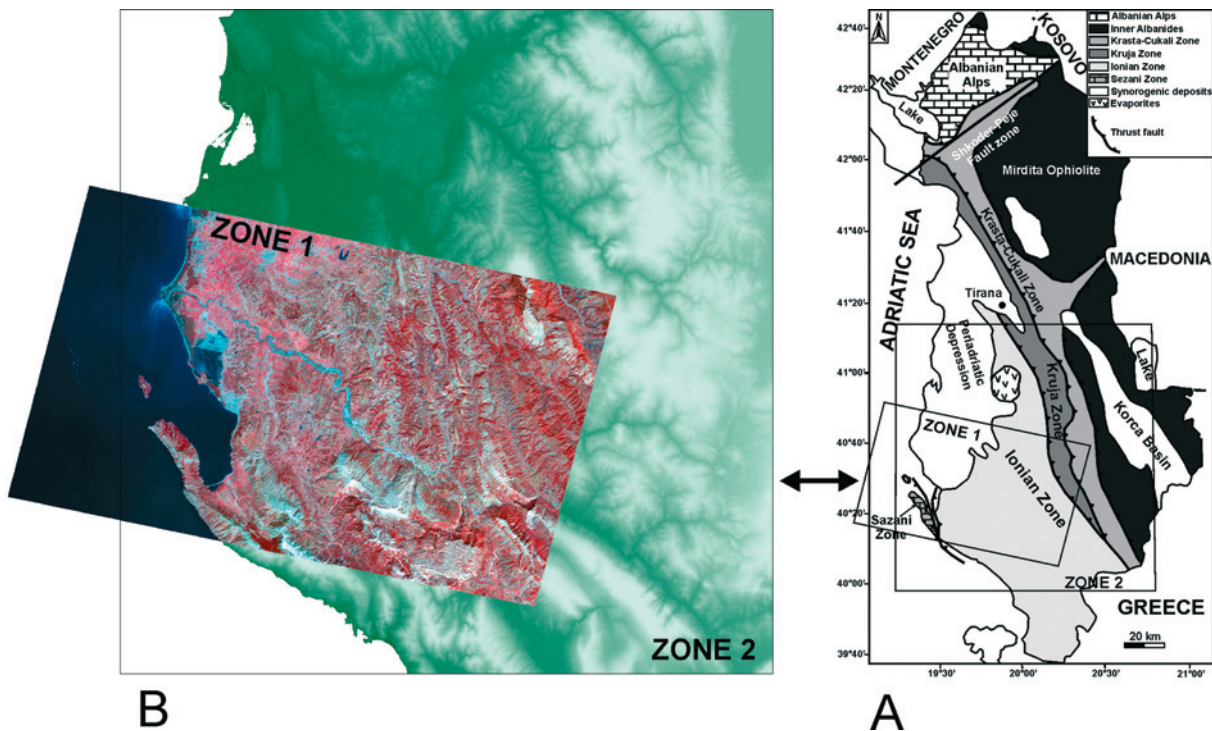 ZONE 1
ZONE 2
B
N
42°40'
42°20'
42°00'
41°40'
41°20'
41°00'
40°40'
40°20'
40°00'
39°40'
19°30'
20°00'
20°30'
21°00'
MONTENEGRO
KOSOVO
Albanian
Alps
Lake
Shkoder-Peje
Fault zone
Mirdita Ophiolite
Krasta-Cukali Zone
ADRIATIC SEA
MACEDONIA
Tirana
Periadriatic
Depression
Kruja Zone
Lake
Korca Basin
ZONE 1
Ionian Zone
Sazani
Zone
ZONE 2
GREECE
20 km
Albanian Alps
Inner Albanides
Krasta-Cukali Zone
Kruja Zone
Ionian Zone
Sezani Zone
Synorogenic deposits
Evaporites
Thrust fault
A